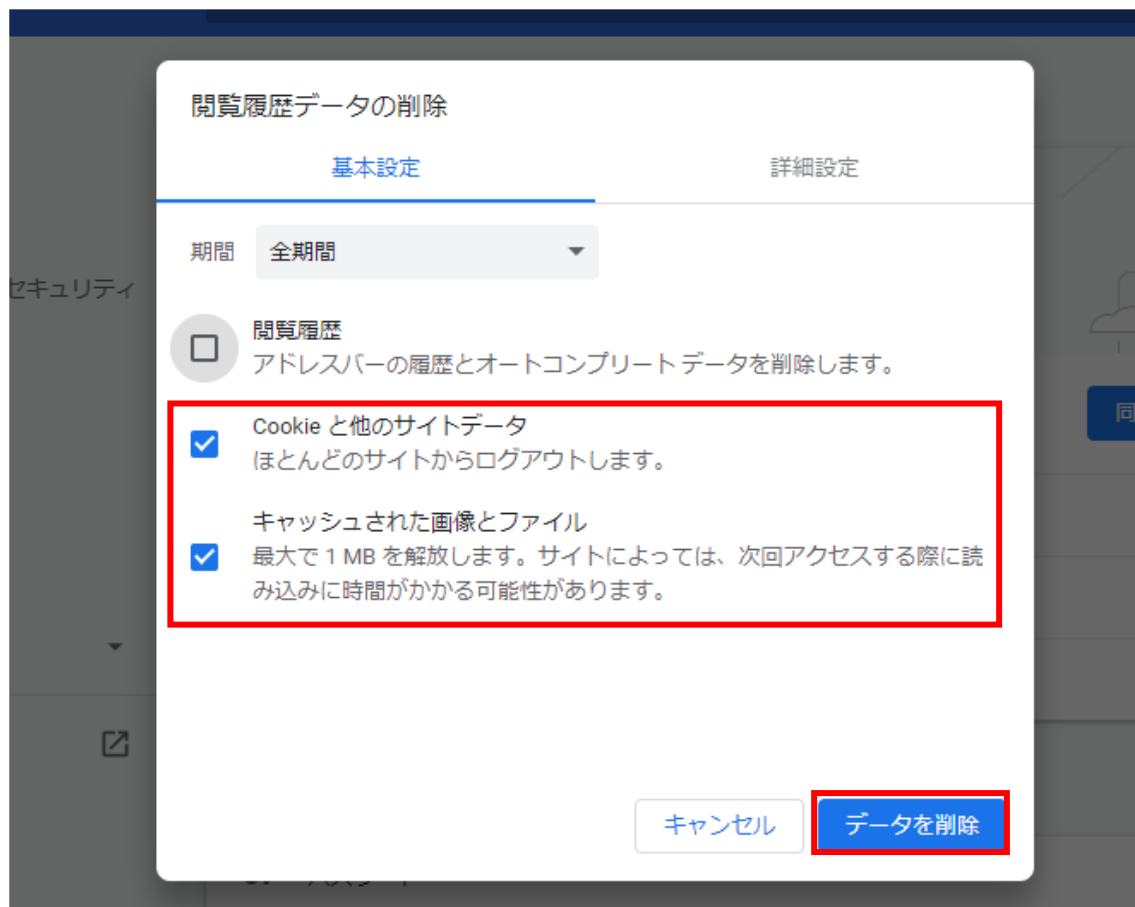 閲覧履歴データの削除
基本設定 詳細設定
期間 全期間
セキュリティ
閲覧履歴
アドレスバーの履歴とオートコンプリート データを削除します。
Cookie と他のサイトデータ
ほとんどのサイトからログアウトします。
同
キャッシュされた画像とファイル
最大で 1 MB を解放します。サイトによっては、次回アクセスする際に読
み込みに時間がかかる可能性があります。
キャンセル データを削除